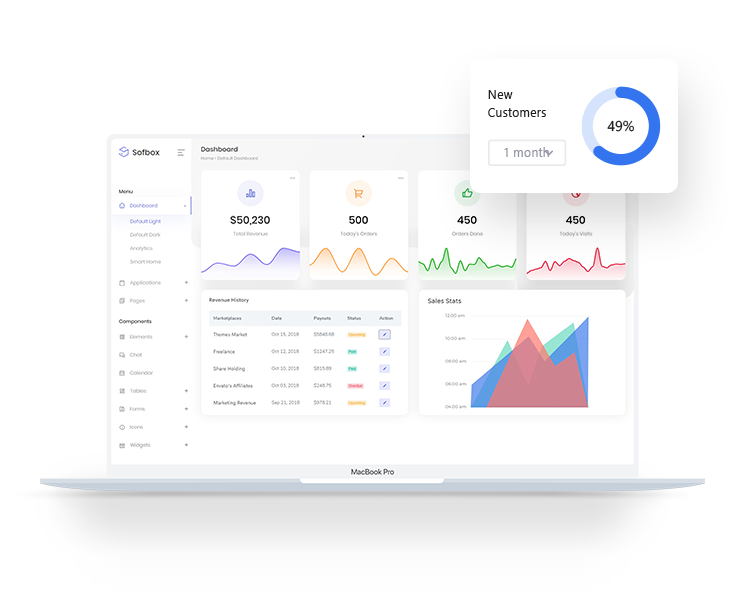 New
Customers
49%
1 month
Sofbox
Menu
Dashboard
Default Light
Default Dark
Analytics
Smart Home
Applications
Pages
Components
Elements
Chat
Calendar
Tables
Forms
Icons
Widgets
Dashboard
Home › Default Dashboard
$50,230
Total Revenue
500
Today's Orders
450
Orders Done
450
Today's Visits
Revenue History
Marketplaces Date Payouts Status Action
Themes Market Oct 15, 2018 Upcoming
Freelance Oct 12, 2018 $1247.25 Paid
Share Holding Oct 10, 2018 $815.89 Paid
Envato's Affiliates Oct 03, 2018 $248.75 Overdue
Marketing Revenue Sep 21, 2018 $978.21 Upcoming
Sales Stats
12:00 am
10:00 am
08:00 am
06:00 am
04:00 am
MacBook Pro